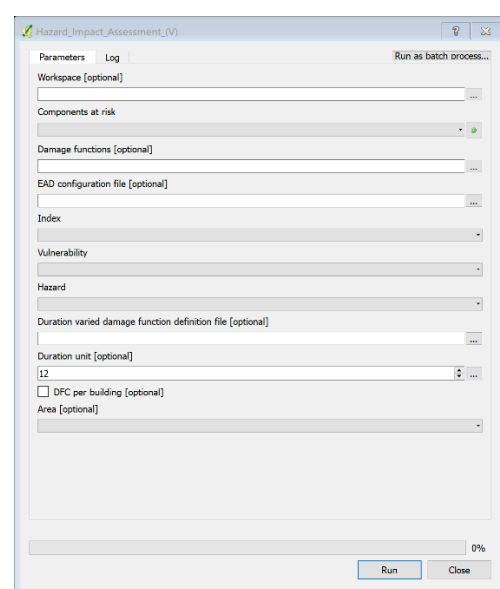 Hazard_Impact_Assessment_(V)
Parameters Log Run as batch process...
Workspace [optional]
...
Components at risk
Damage functions [optional]
...
EAD configuration file [optional]
...
Index
Vulnerability
Hazard
Duration varied damage function definition file [optional]
...
Duration unit [optional]
12 ...
DFC per building [optional]
Area [optional]
0%
Run Close